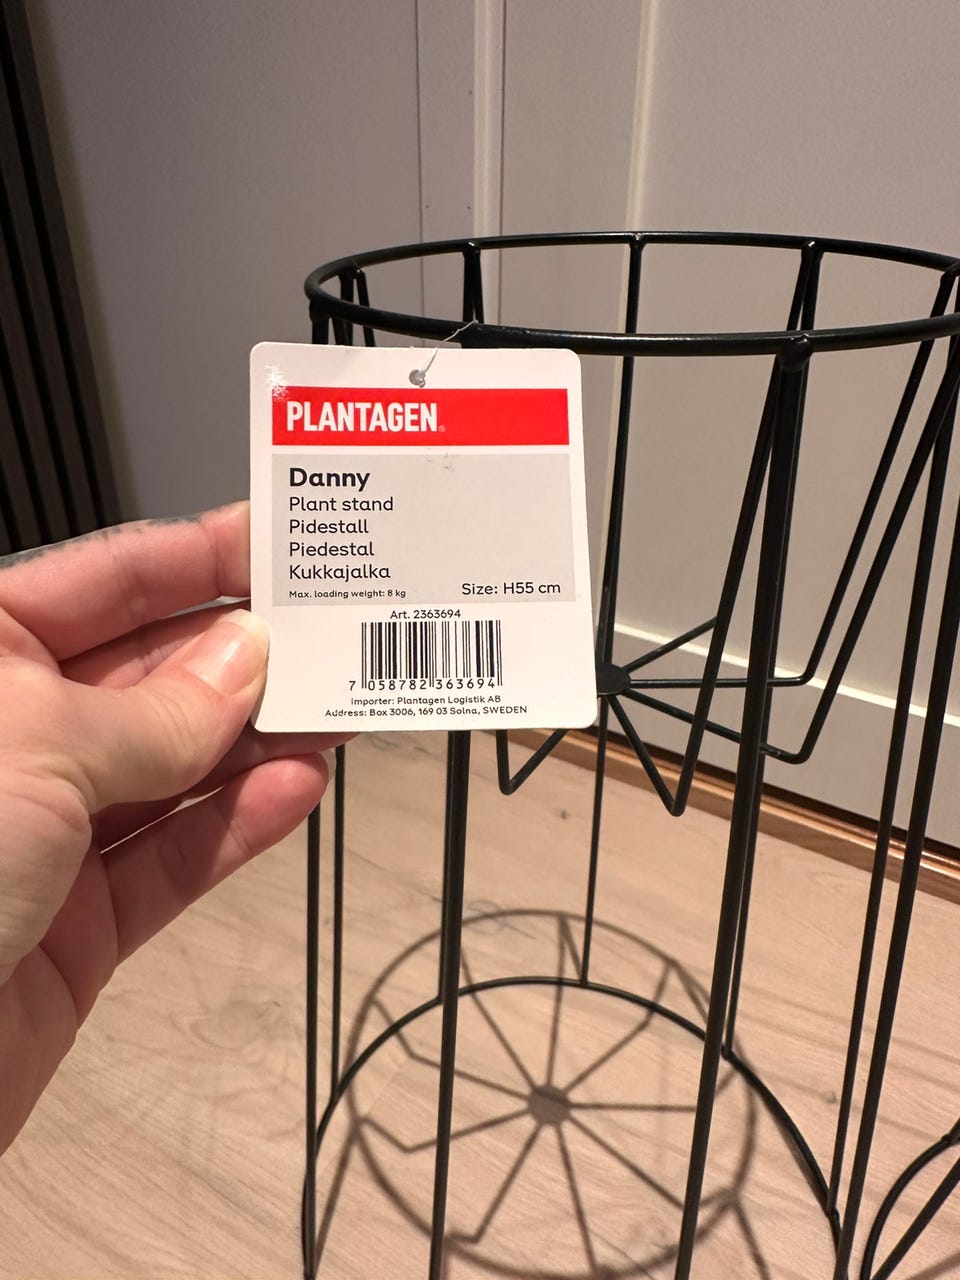 PLANTAGEN®
Danny
Plant stand
Pidestall
Piedestal
Kukkajalka
Max. loading weight: 8 kg Size: H55 cm
Art. 2363694
7 058782 363694
Importer: Plantagen Logistik AB
Address: Box 3006, 169 03 Solna, SWEDEN